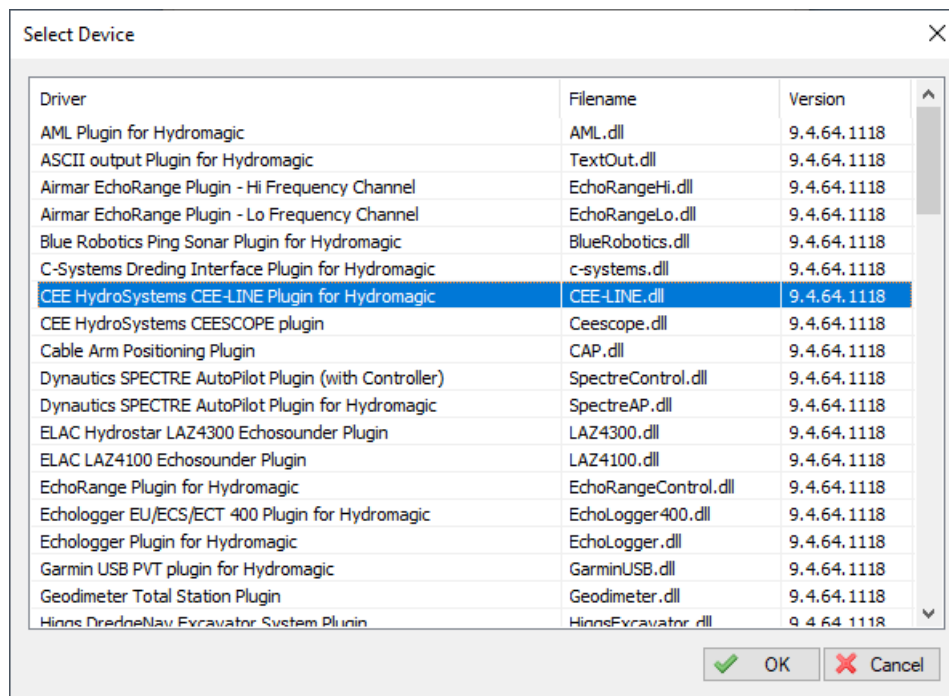 Select Device
Driver Filename Version
AML Plugin for Hydromagic AML.dll 9.4.64.1118
ASCII output Plugin for Hydromagic TextOut.dll 9.4.64.1118
Airmar EchoRange Plugin - Hi Frequency Channel EchoRangeHi.dll 9.4.64.1118
Airmar EchoRange Plugin - Lo Frequency Channel EchoRangeLo.dll 9.4.64.1118
Blue Robotics Ping Sonar Plugin for Hydromagic BlueRobotics.dll 9.4.64.1118
C-Systems Dreding Interface Plugin for Hydromagic c-systems.dll 9.4.64.1118
CEE HydroSystems CEE-LINE Plugin for Hydromagic CEE-LINE.dll 9.4.64.1118
CEE HydroSystems CEESCOPE plugin Ceescope.dll 9.4.64.1118
Cable Arm Positioning Plugin CAP.dll 9.4.64.1118
Dynautics SPECTRE AutoPilot Plugin (with Controller) SpectreControl.dll 9.4.64.1118
Dynautics SPECTRE AutoPilot Plugin for Hydromagic SpectreAP.dll 9.4.64.1118
ELAC Hydrostar LAZ4300 Echosounder Plugin LAZ4300.dll 9.4.64.1118
ELAC LAZ4100 Echosounder Plugin LAZ4100.dll 9.4.64.1118
EchoRange Plugin for Hydromagic EchoRangeControl.dll 9.4.64.1118
Echologger EU/ECS/ECT 400 Plugin for Hydromagic EchoLogger400.dll 9.4.64.1118
Echologger Plugin for Hydromagic EchoLogger.dll 9.4.64.1118
Garmin USB PVT plugin for Hydromagic GarminUSB.dll 9.4.64.1118
Geodimeter Total Station Plugin Geodimeter.dll 9.4.64.1118
Higgs DredgeNav Excavator System Plugin HiggsExcavator.dll 9.4.64.1118
OK Cancel